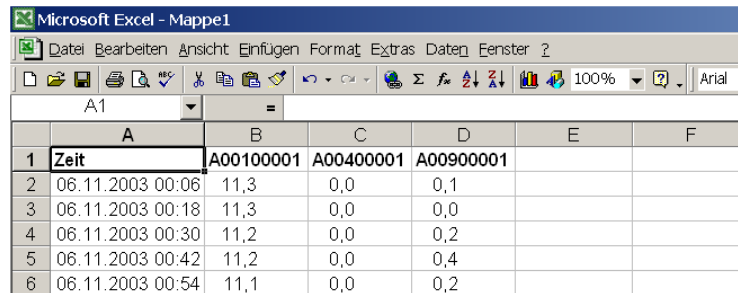 Microsoft Excel - Mappe1
Datei Bearbeiten Ansicht Einfügen Format Extras Daten Fenster ?
100% Arial
A1 =
A B C D E F
1 Zeit A00100001 A00400001 A00900001
2 06.11.2003 00:06 11,3 0,0 0,1
3 06.11.2003 00:18 11,3 0,0 0,0
4 06.11.2003 00:30 11,2 0,0 0,2
5 06.11.2003 00:42 11,2 0,0 0,4
6 06.11.2003 00:54 11,1 0,0 0,2